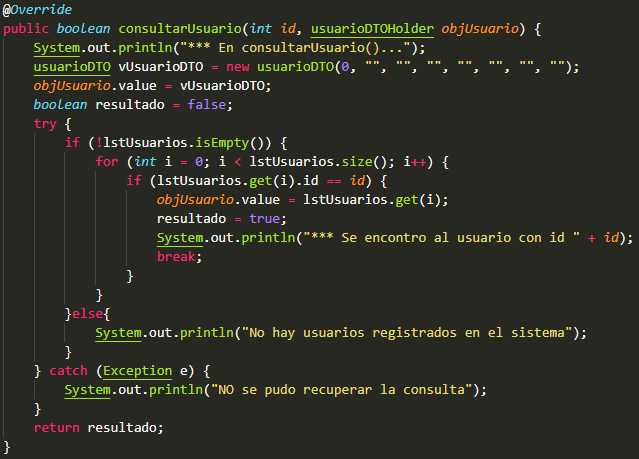 @Override
public boolean consultarUsuario(int id, usuarioDTOHolder objUsuario) {
    System.out.println("*** En consultarUsuario()...");
    usuarioDTO vUsuarioDTO = new usuarioDTO(0, "", "", "", "", "", "", "");
    objUsuario.value = vUsuarioDTO;
    boolean resultado = false;
    try {
        if (!lstUsuarios.isEmpty()) {
            for (int i = 0; i < lstUsuarios.size(); i++) {
                if (lstUsuarios.get(i).id == id) {
                    objUsuario.value = lstUsuarios.get(i);
                    resultado = true;
                    System.out.println("*** Se encontro al usuario con id " + id);
                    break;
                }
            }
        }else{
            System.out.println("No hay usuarios registrados en el sistema");
        }
    } catch (Exception e) {
        System.out.println("NO se pudo recuperar la consulta");
    }
    return resultado;
}